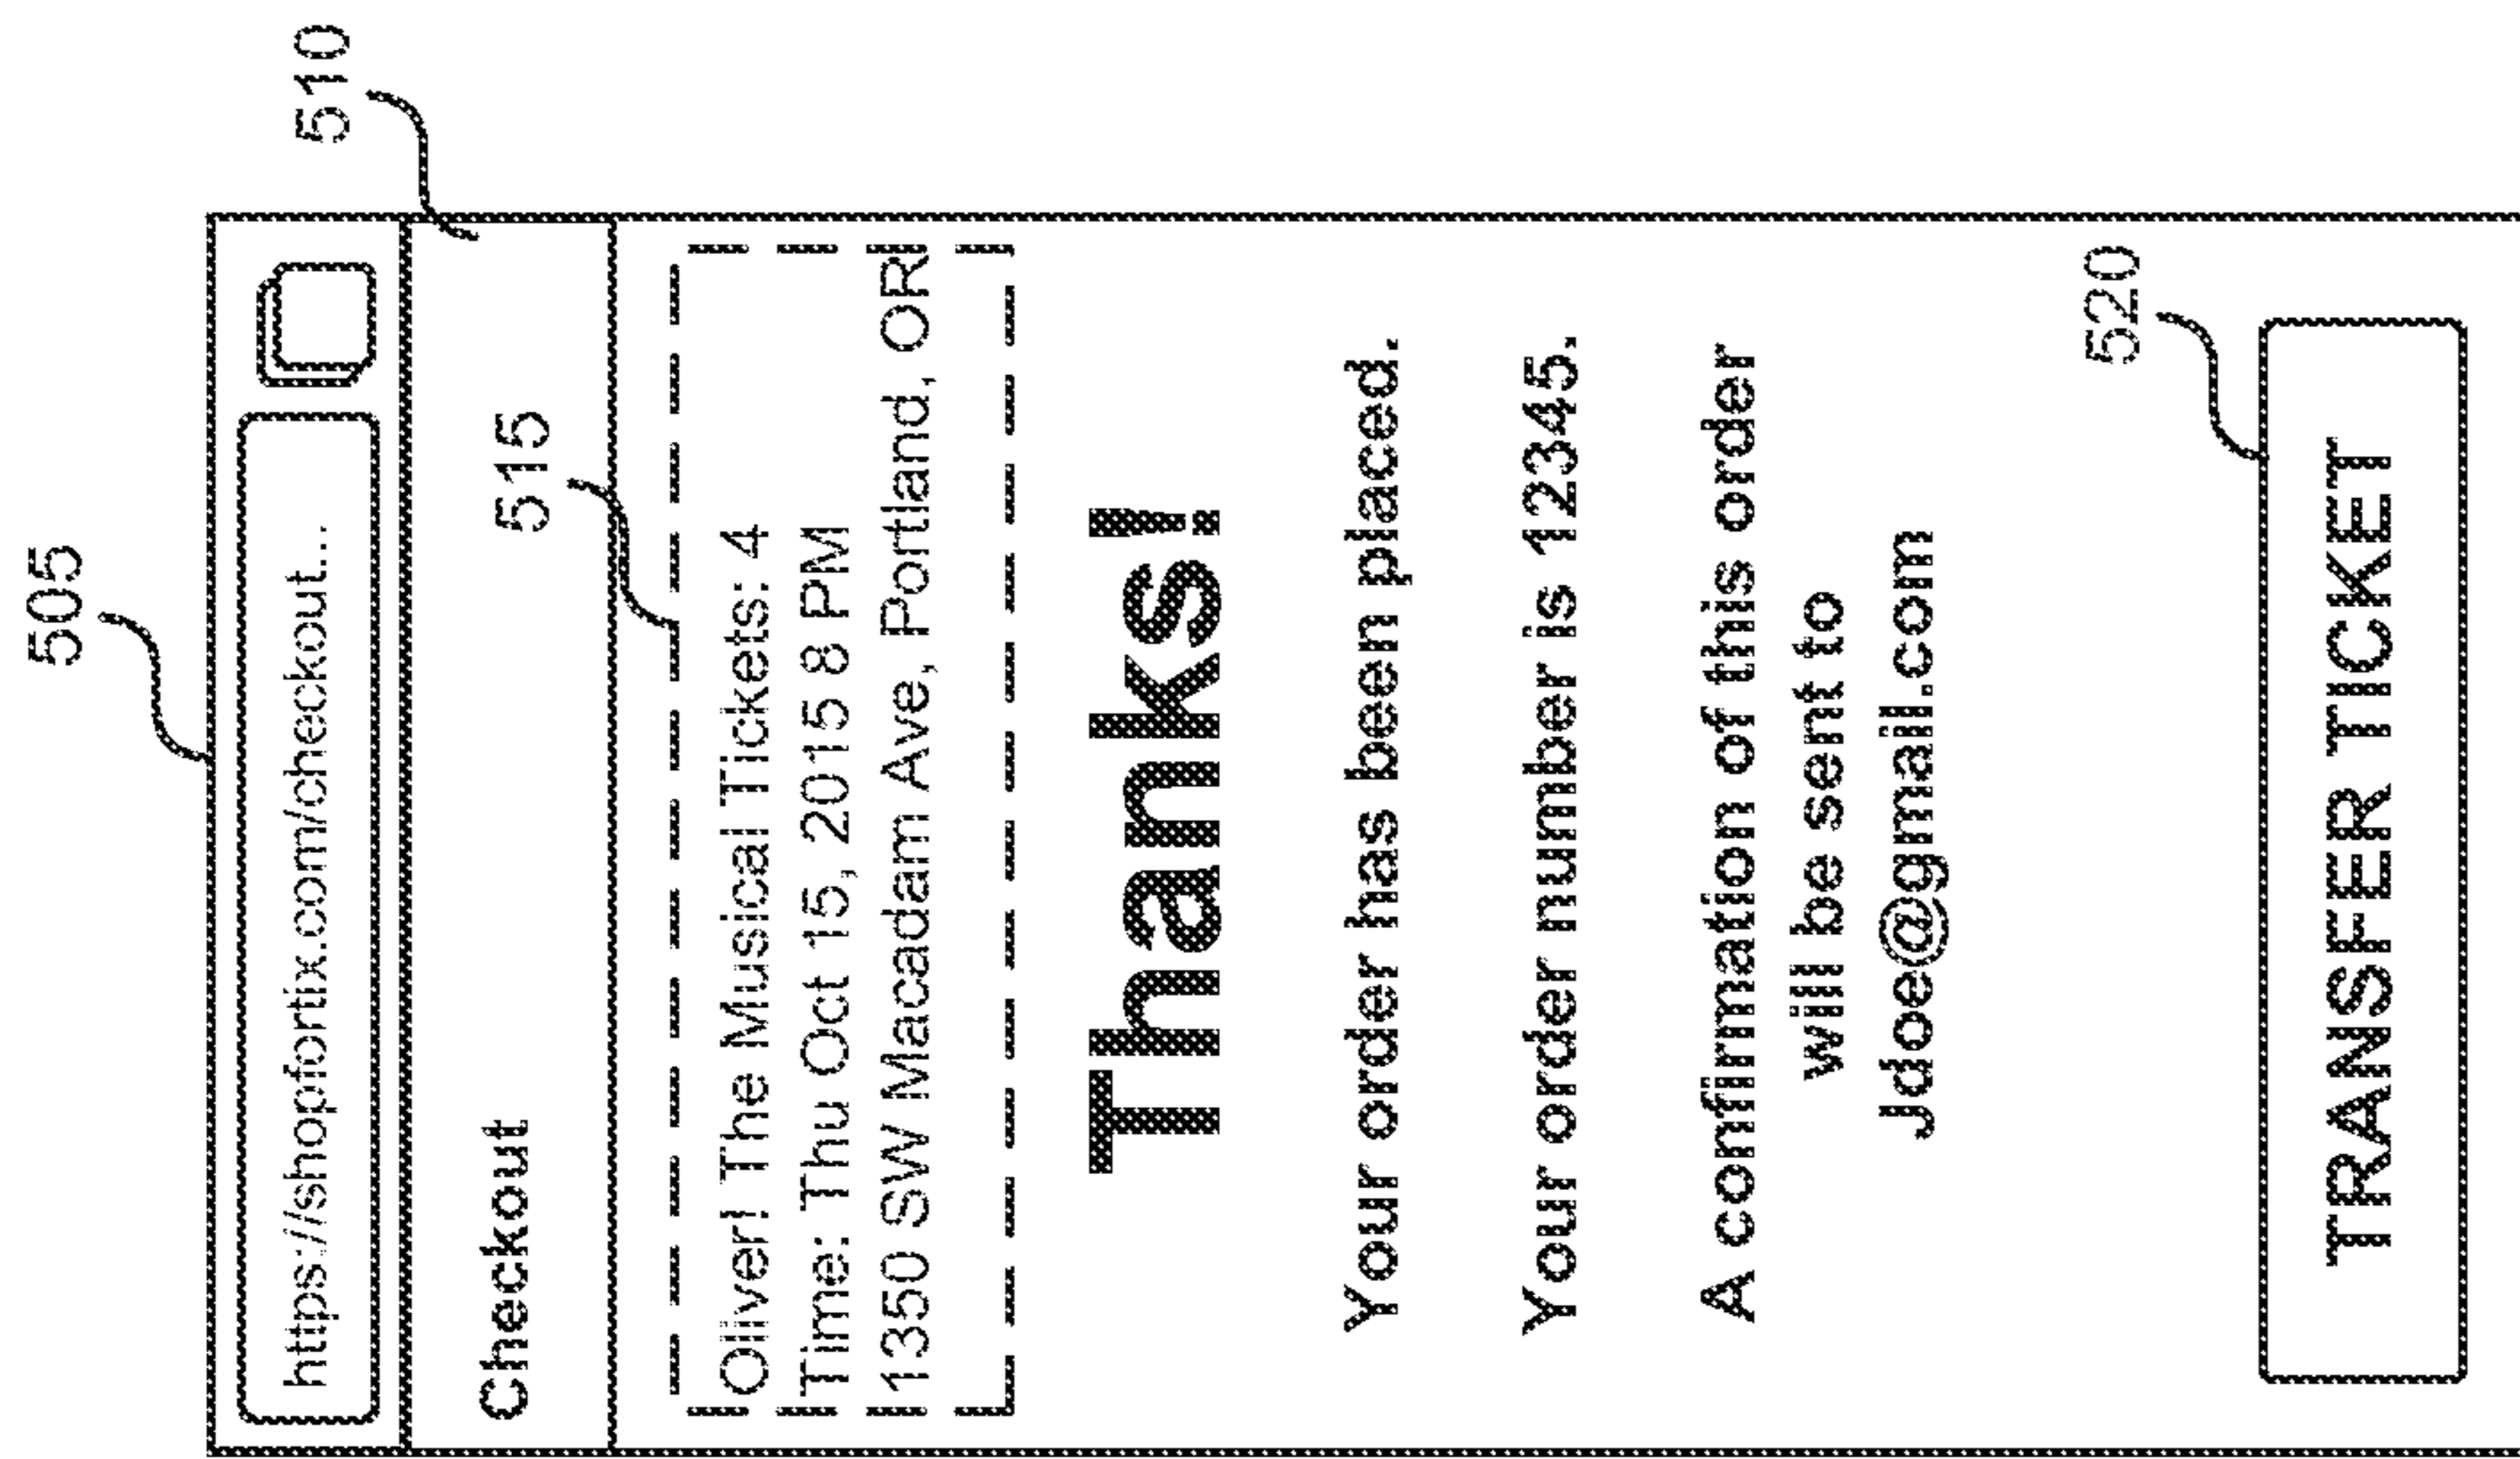 505
https://shopfortix.com/checkout...
510
Checkout
515
Oliver! The Musical Tickets: 4
Time: Thu Oct 15, 2015 8 PM
1350 SW Macadam Ave, Portland, OR
Thanks!
Your order has been placed.
Your order number is 12345.
A confirmation of this order
will be sent to
Jdoe@gmail.com
520
TRANSFER TICKET